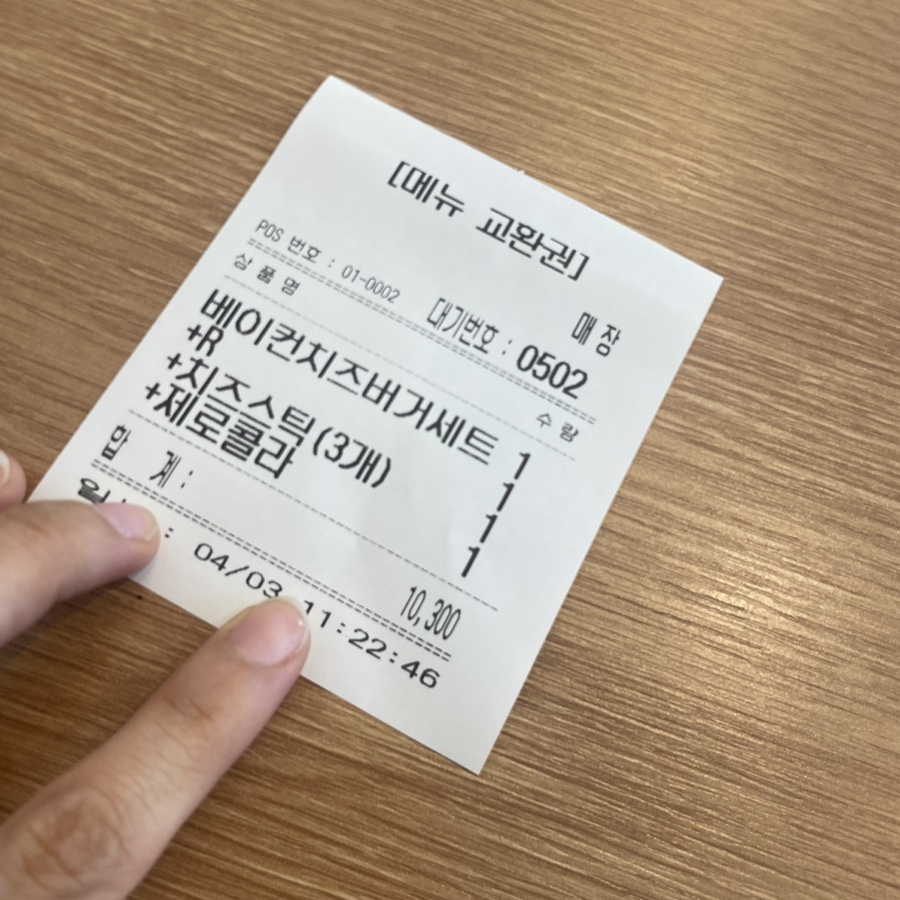 [메뉴 교환권]
매장
POS 번호 : 01-0002 대기번호 : 0502
상 품 명 수 량
베이컨치즈버거세트 1
+R 1
+치즈스틱(3개) 1
+제로콜라 1
합 계 : 10,300
: 04/03 11:22:46